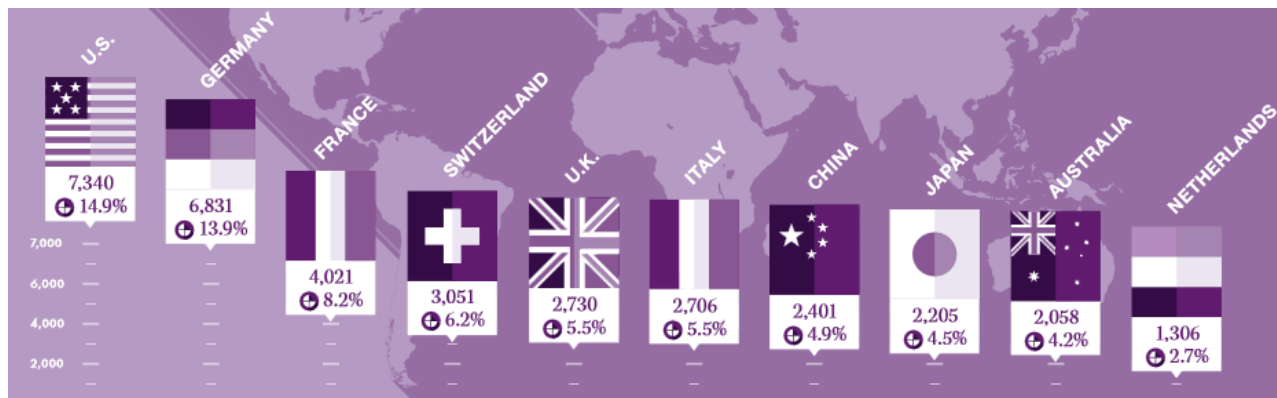 U.S.
7,340
14.9%
GERMANY
6,831
13.9%
FRANCE
4,021
8.2%
SWITZERLAND
3,051
6.2%
U.K.
2,730
5.5%
ITALY
2,706
5.5%
CHINA
2,401
4.9%
JAPAN
2,205
4.5%
AUSTRALIA
2,058
4.2%
NETHERLANDS
1,306
2.7%
7,000
6,000
4,000
2,000